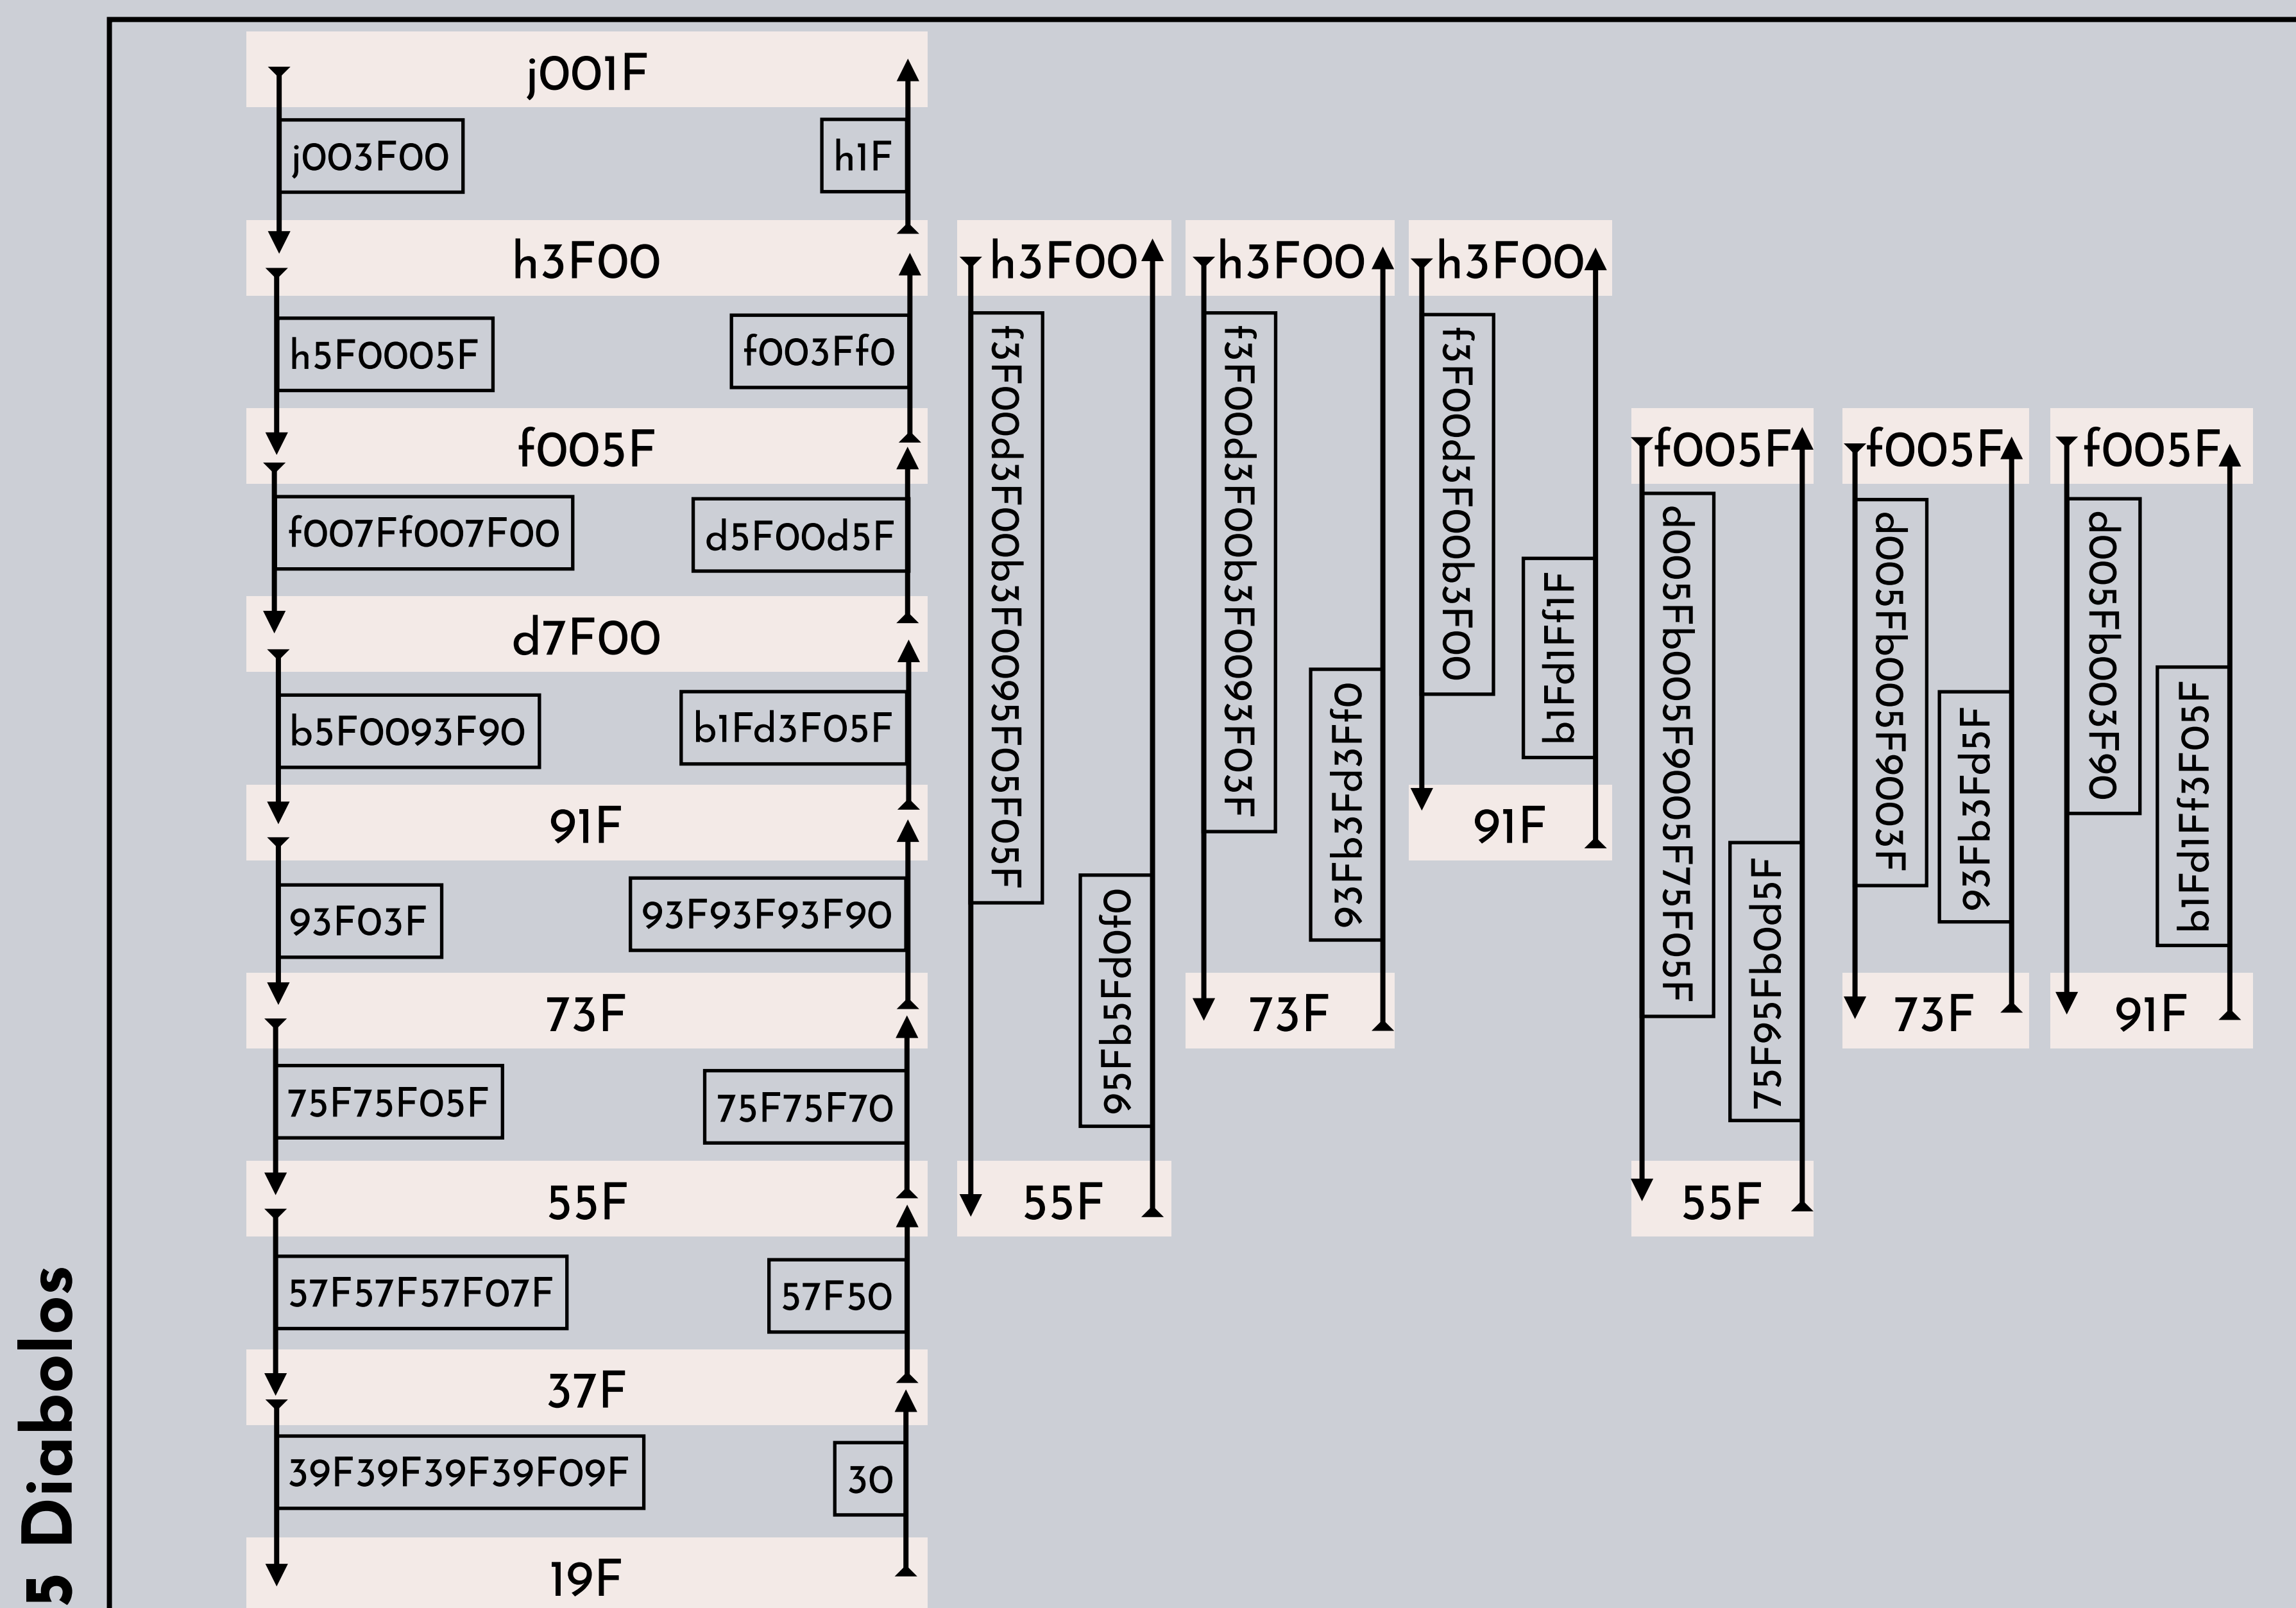 j001F
j003F00
h1F
h3F00
h5F0005F
f003Ff0
f005F
f007Ff007F00
d5F00d5F
d7F00
b5F0093F90
b1Fd3F05F
91F
93F03F
93F93F93F90
73F
75F75F05F
75F75F70
55F
57F57F57F07F
57F50
37F
39F39F39F39F09F
30
19F
h3F00
f3F00d3F00b3F0095F05F05F
95Fb5Fd0f0
55F
h3F00
f3F00d3F00b3F0093F03F
93Fb3Fd3Ff0
73F
h3F00
f3F00d3F00b3F00
b1Fd1Ff1F
91F
f005F
d005Fb005F9005F75F05F
75F95Fb0d5F
55F
f005F
d005Fb005F9003F
93Fb3Fd5F
73F
f005F
d005Fb003F90
b1Fd1Ff3F05F
91F
5 Diabolos